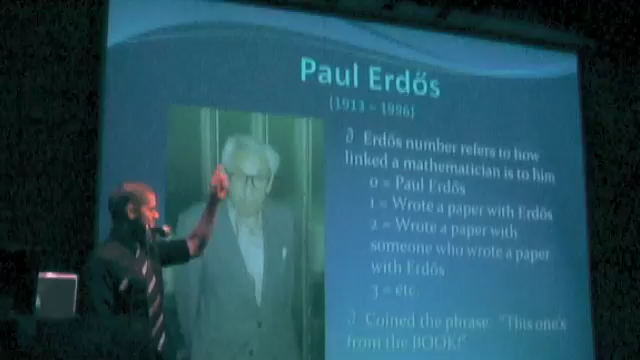 Paul Erdős
(1913 – 1996)
Erdős number refers to how
linked a mathematician is to him
0 = Paul Erdős
1 = Wrote a paper with Erdős
2 = Wrote a paper with
someone who wrote a paper
with Erdős
3 = etc.
Coined the phrase: "This one's
from the BOOK!"